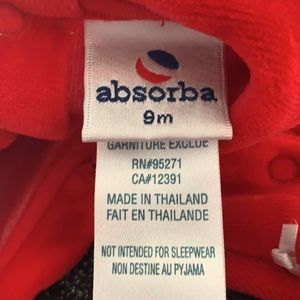 absorba
9m
GARNITURE EXCLUE
RN#95271
CA#12391
MADE IN THAILAND
FAIT EN THAILANDE
NOT INTENDED FOR SLEEPWEAR
NON DESTINE AU PYJAMA